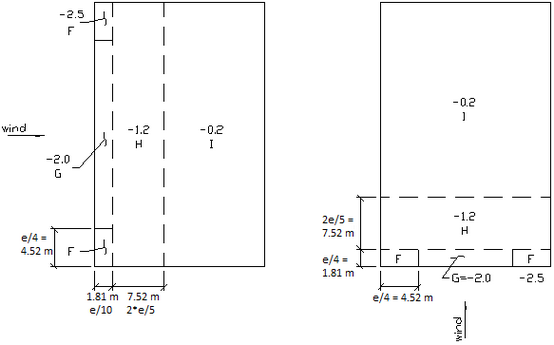 -2.5
F
wind
-1.2
H
-0.2
I
-2.0
G
e/4 =
4.52 m
F
1.81 m
e/10
7.52 m
2*e/5
-0.2
I
2e/5 =
7.52 m
-1.2
H
e/4 =
1.81 m
F
F
G=-2.0
-2.5
e/4 = 4.52 m
wind